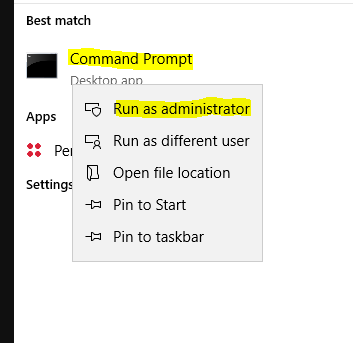 Best match
Command Prompt
Desktop app
Run as administrator
Apps
Run as different user
Open file location
Settings
Pin to Start
Pin to taskbar